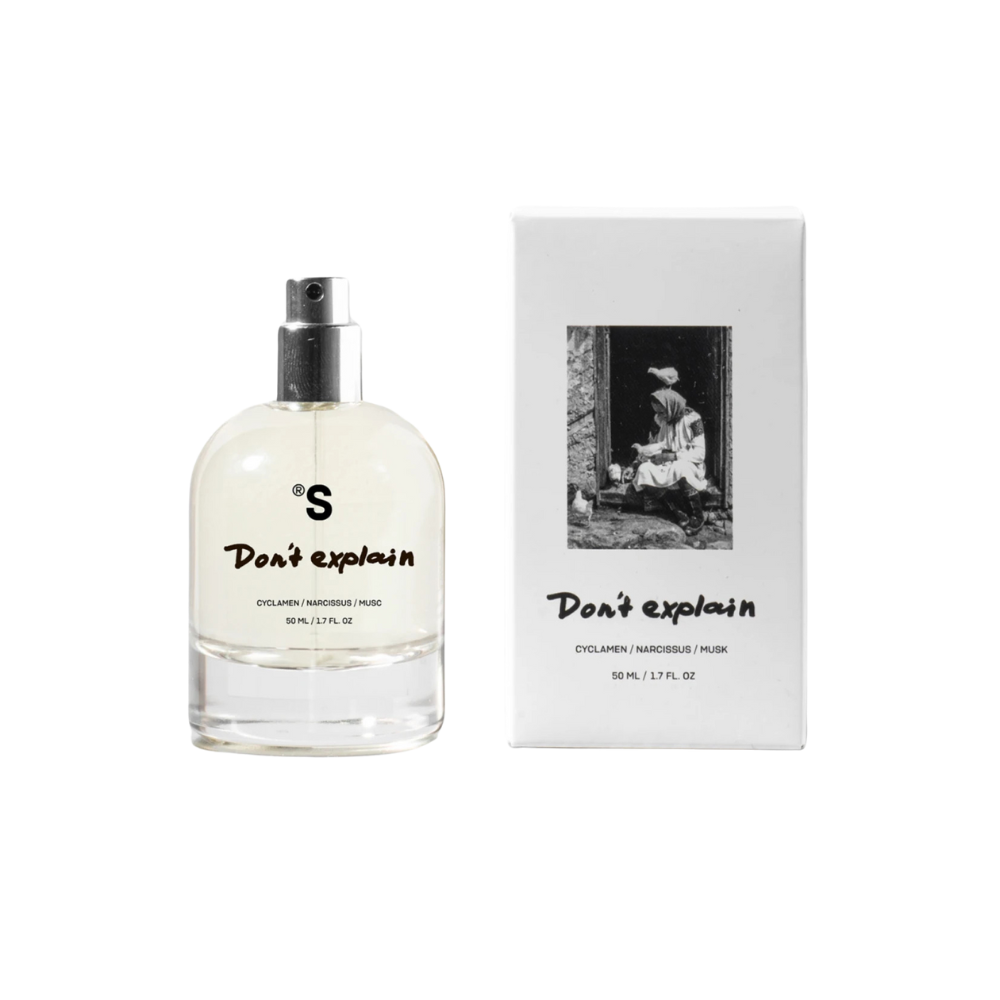 ®S
Don't explain
CYCLAMEN / NARCISSUS / MUSC
50 ML / 1.7 FL. OZ
Don't explain
CYCLAMEN / NARCISSUS / MUSK
50 ML / 1.7 FL. OZ